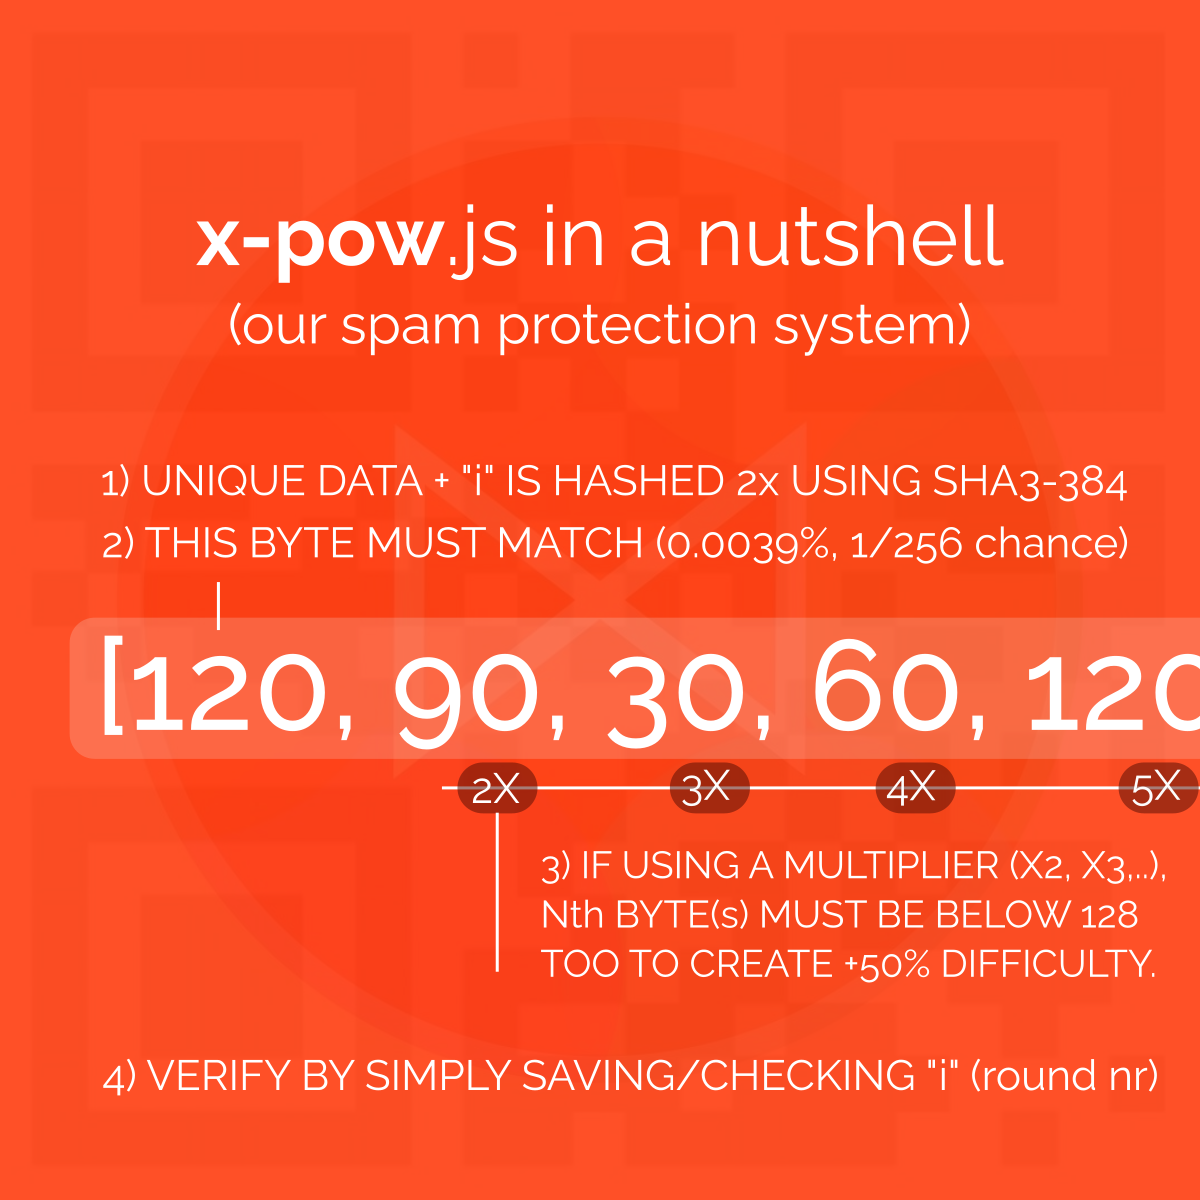 x-pow.js in a nutshell
(our spam protection system)
1) UNIQUE DATA + "i" IS HASHED 2x USING SHA3-384
2) THIS BYTE MUST MATCH (0.0039%, 1/256 chance)
[120, 90, 30, 60, 120
2X 3X 4X 5X
3) IF USING A MULTIPLIER (X2, X3,..),
Nth BYTE(s) MUST BE BELOW 128
TOO TO CREATE +50% DIFFICULTY.
4) VERIFY BY SIMPLY SAVING/CHECKING "i" (round nr)